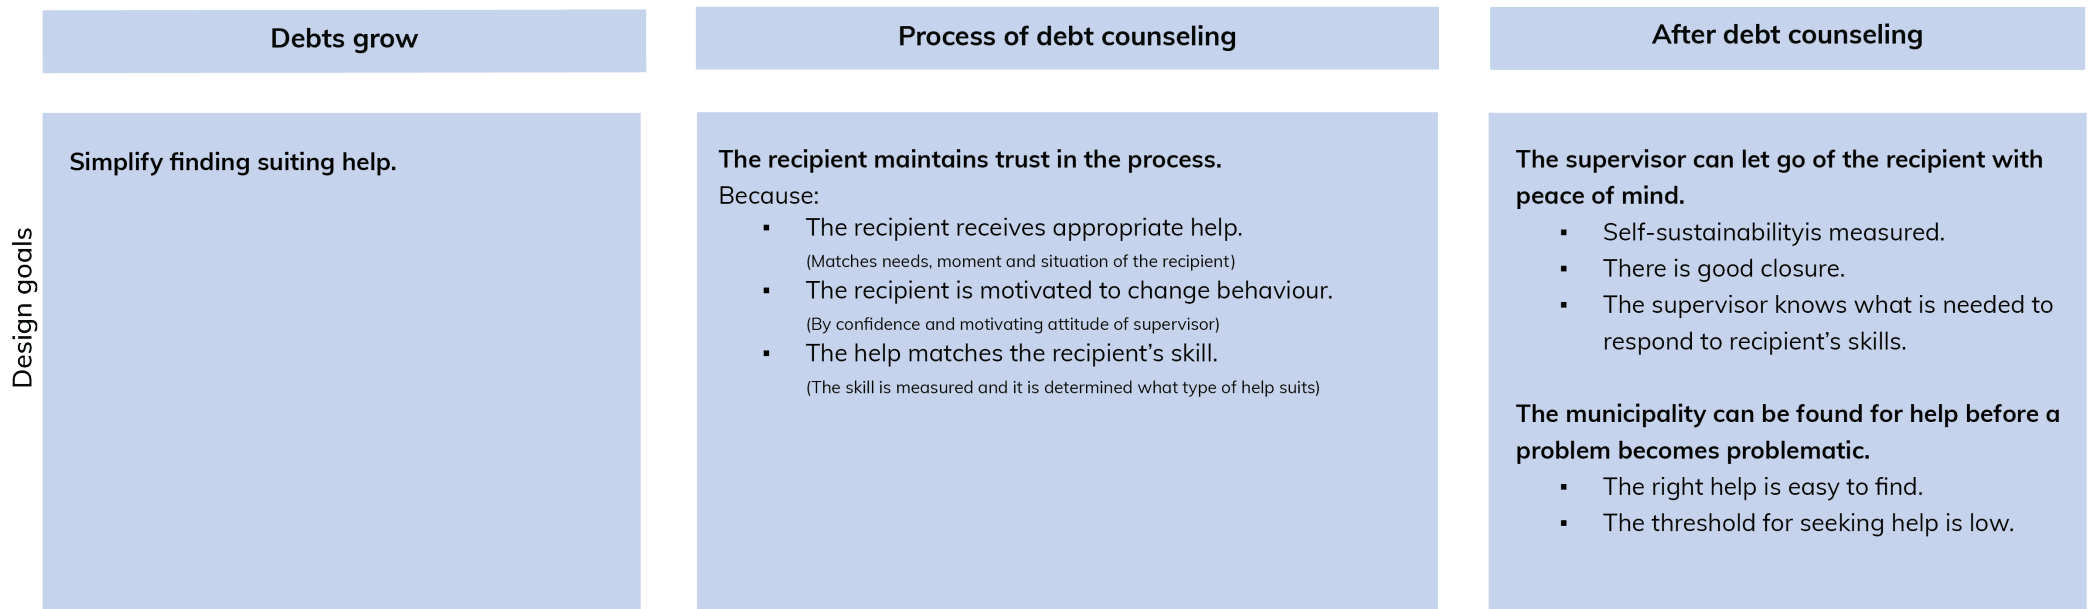 Debts grow
Process of debt counseling
After debt counseling
Design goals
Simplify finding suiting help.
The recipient maintains trust in the process.
Because:
▪ The recipient receives appropriate help.
(Matches needs, moment and situation of the recipient)
▪ The recipient is motivated to change behaviour.
(By confidence and motivating attitude of supervisor)
▪ The help matches the recipient’s skill.
(The skill is measured and it is determined what type of help suits)
The supervisor can let go of the recipient with
peace of mind.
▪ Self-sustainabilityis measured.
▪ There is good closure.
▪ The supervisor knows what is needed to
respond to recipient’s skills.
The municipality can be found for help before a
problem becomes problematic.
▪ The right help is easy to find.
▪ The threshold for seeking help is low.